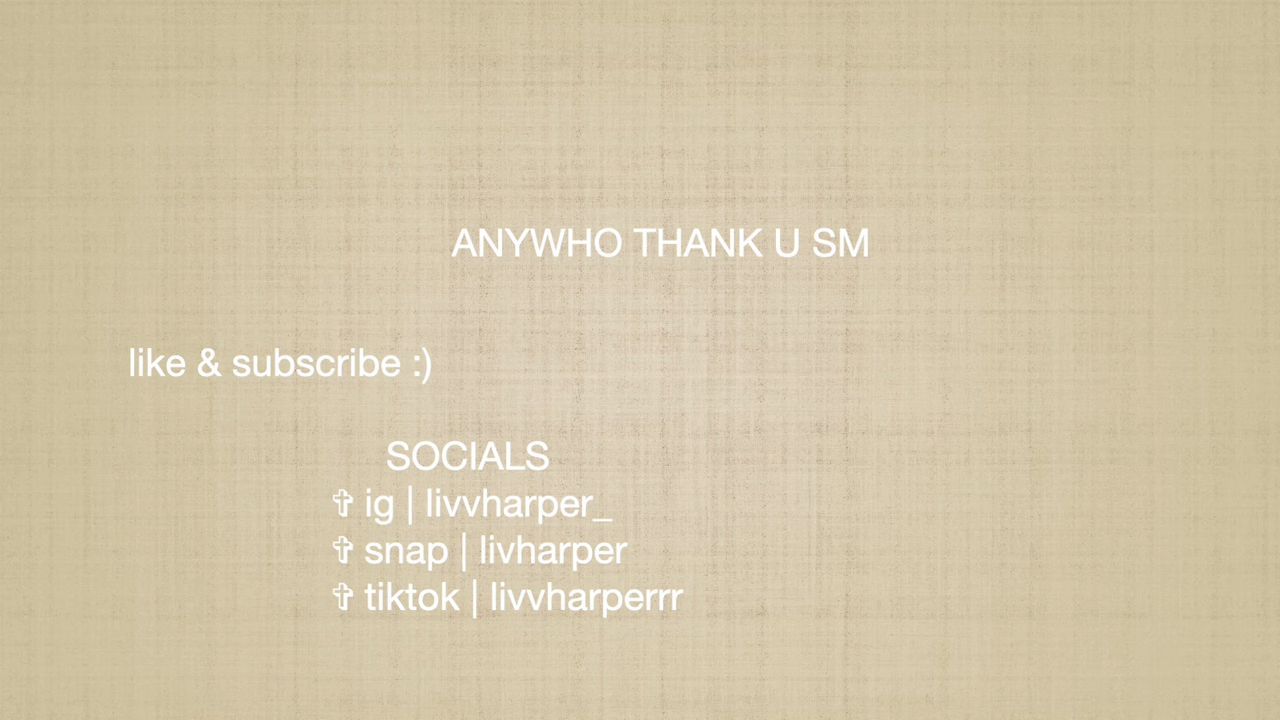 ANYWHO THANK U SM
like & subscribe :)
SOCIALS
✞ ig | livvharper_
✞ snap | livharper
✞ tiktok | livvharperrr